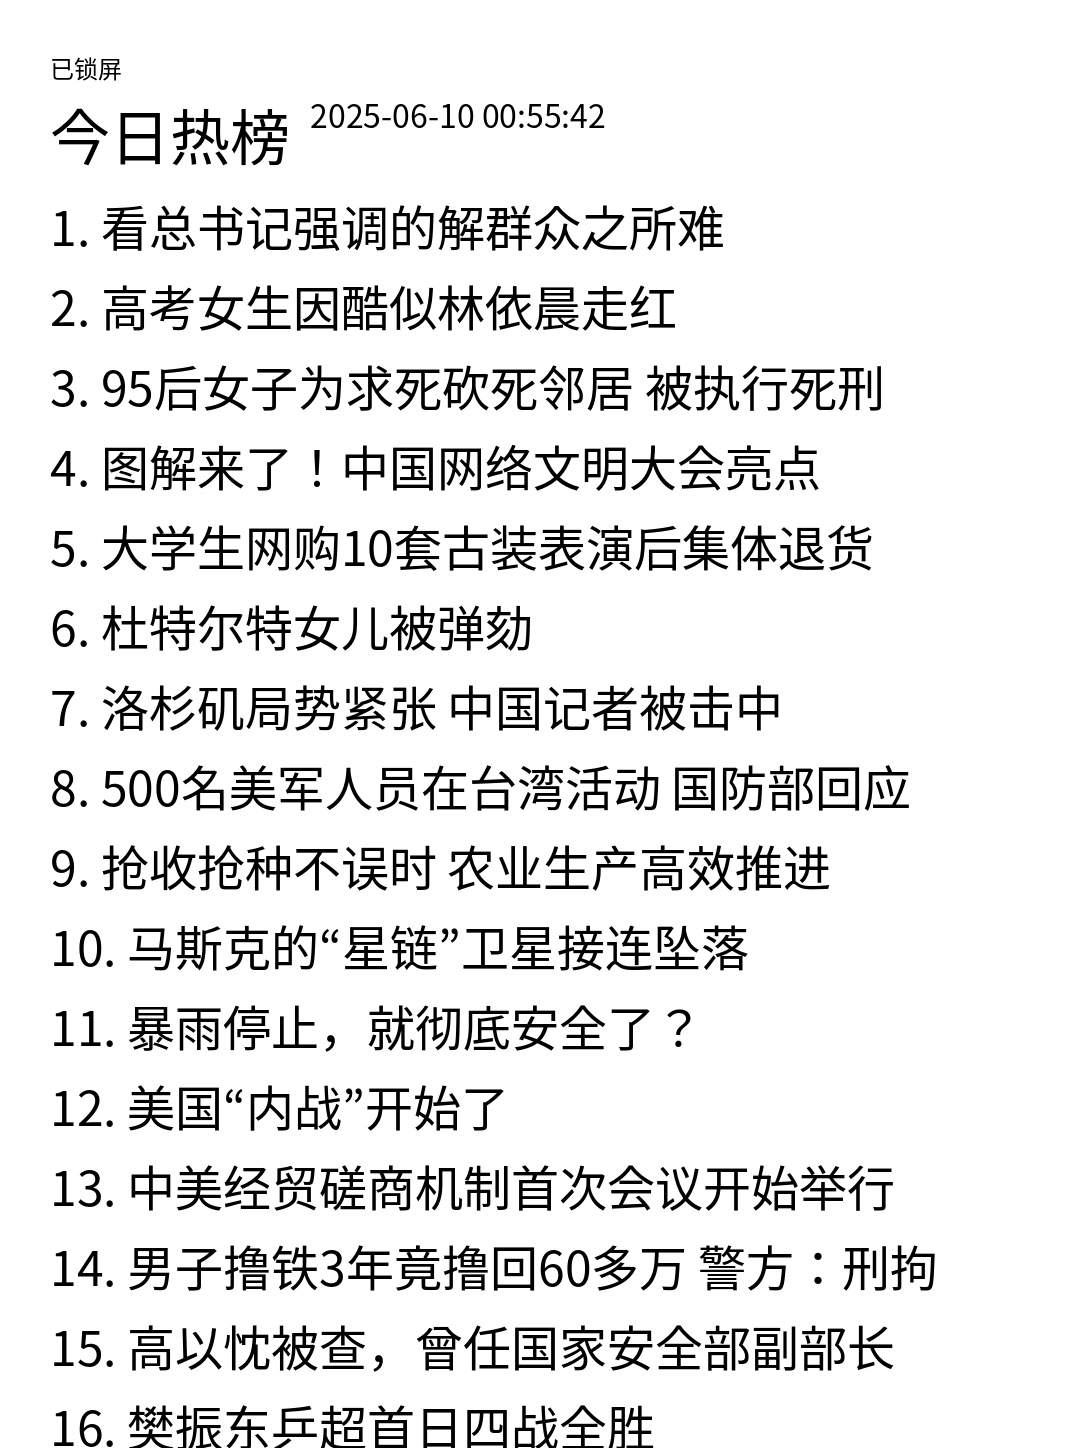 已锁屏
今日热榜 2025-06-10 00:55:42
1. 看总书记强调的解群众之所难
2. 高考女生因酷似林依晨走红
3. 95后女子为求死砍死邻居 被执行死刑
4. 图解来了！中国网络文明大会亮点
5. 大学生网购10套古装表演后集体退货
6. 杜特尔特女儿被弹劾
7. 洛杉矶局势紧张 中国记者被击中
8. 500名美军人员在台湾活动 国防部回应
9. 抢收抢种不误时 农业生产高效推进
10. 马斯克的“星链”卫星接连坠落
11. 暴雨停止，就彻底安全了？
12. 美国“内战”开始了
13. 中美经贸磋商机制首次会议开始举行
14. 男子撸铁3年竟撸回60多万 警方：刑拘
15. 高以忱被查，曾任国家安全部副部长
16. 樊振东乒超首日四战全胜